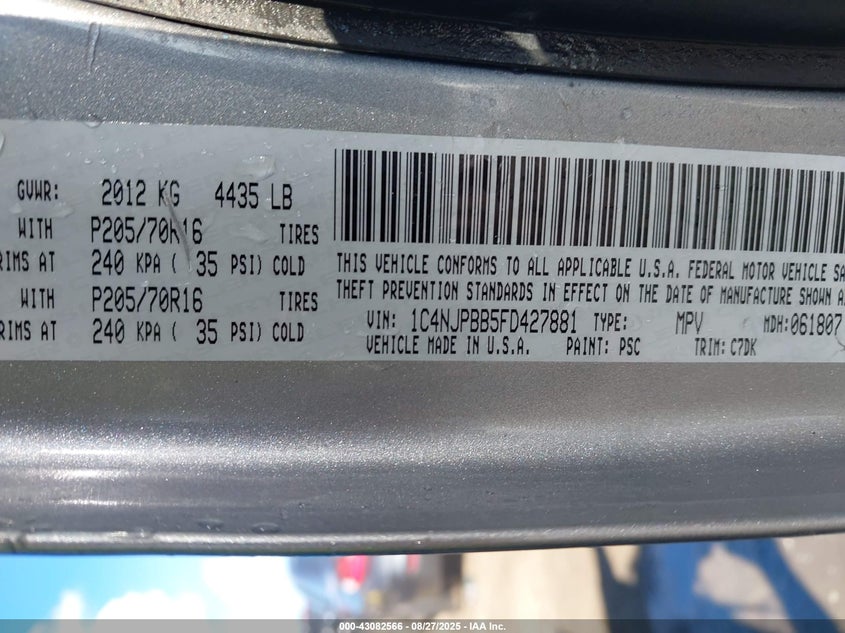 GVWR: 2012 KG 4435 LB
WITH P205/70R16 TIRES
RIMS AT 240 KPA ( 35 PSI) COLD
WITH P205/70R16 TIRES
RIMS AT 240 KPA ( 35 PSI) COLD
THIS VEHICLE CONFORMS TO ALL APPLICABLE U.S.A. FEDERAL MOTOR VEHICLE SA
THEFT PREVENTION STANDARDS IN EFFECT ON THE DATE OF MANUFACTURE SHOWN A
VIN: 1C4NJPBB5FD427881 TYPE: MPV MDH:061807
VEHICLE MADE IN U.S.A. PAINT: PSC TRIM: C7DK
000-43082566 - 08/27/2025 - IAA Inc.